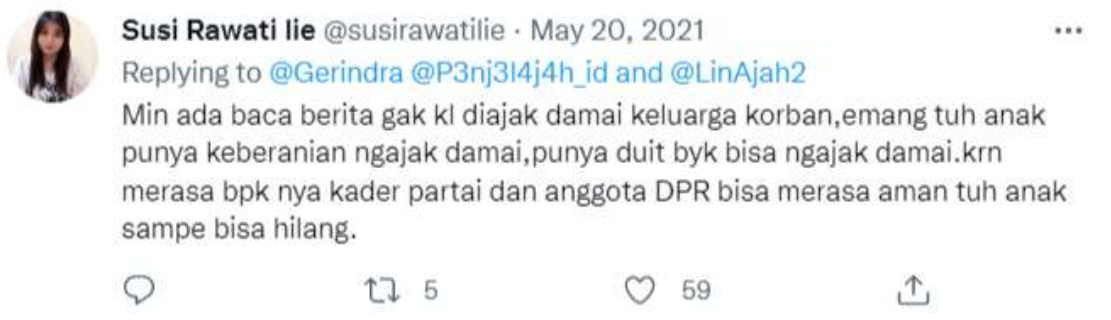 Susi Rawati lie @susirawatilie · May 20, 2021
Replying to @Gerindra @P3nj3l4j4h_id and @LinAjah2
Min ada baca berita gak kl diajak damai keluarga korban,emang tuh anak
punya keberanian ngajak damai,punya duit byk bisa ngajak damai.krn
merasa bpk nya kader partai dan anggota DPR bisa merasa aman tuh anak
sampe bisa hilang.
5 59